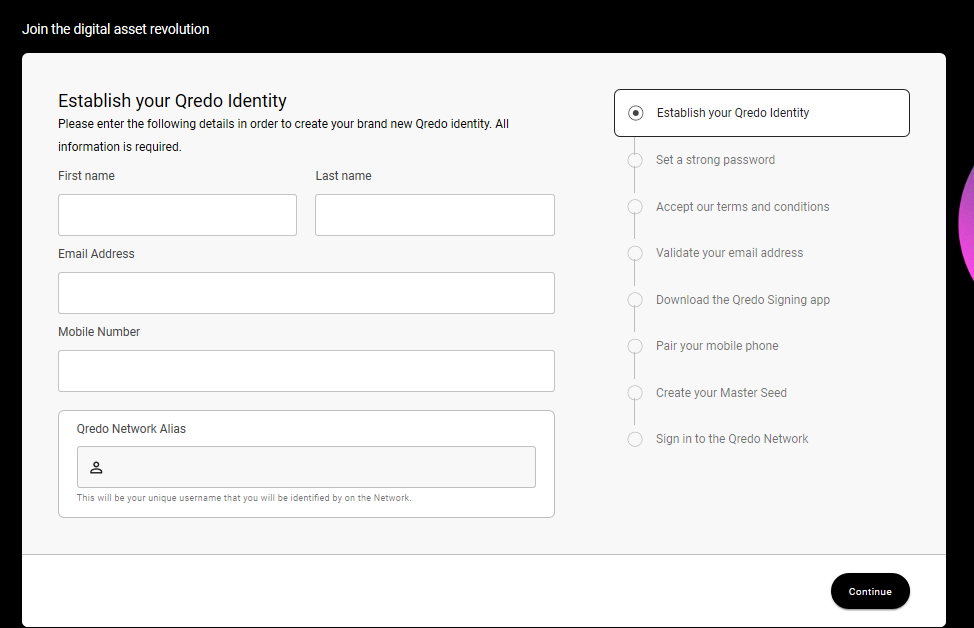 Join the digital asset revolution
Establish your Qredo Identity
Please enter the following details in order to create your brand new Qredo identity. All
information is required.
First name
Last name
Email Address
Mobile Number
Qredo Network Alias
This will be your unique username that you will be identified by on the Network.
Establish your Qredo Identity
Set a strong password
Accept our terms and conditions
Validate your email address
Download the Qredo Signing app
Pair your mobile phone
Create your Master Seed
Sign in to the Qredo Network
Continue